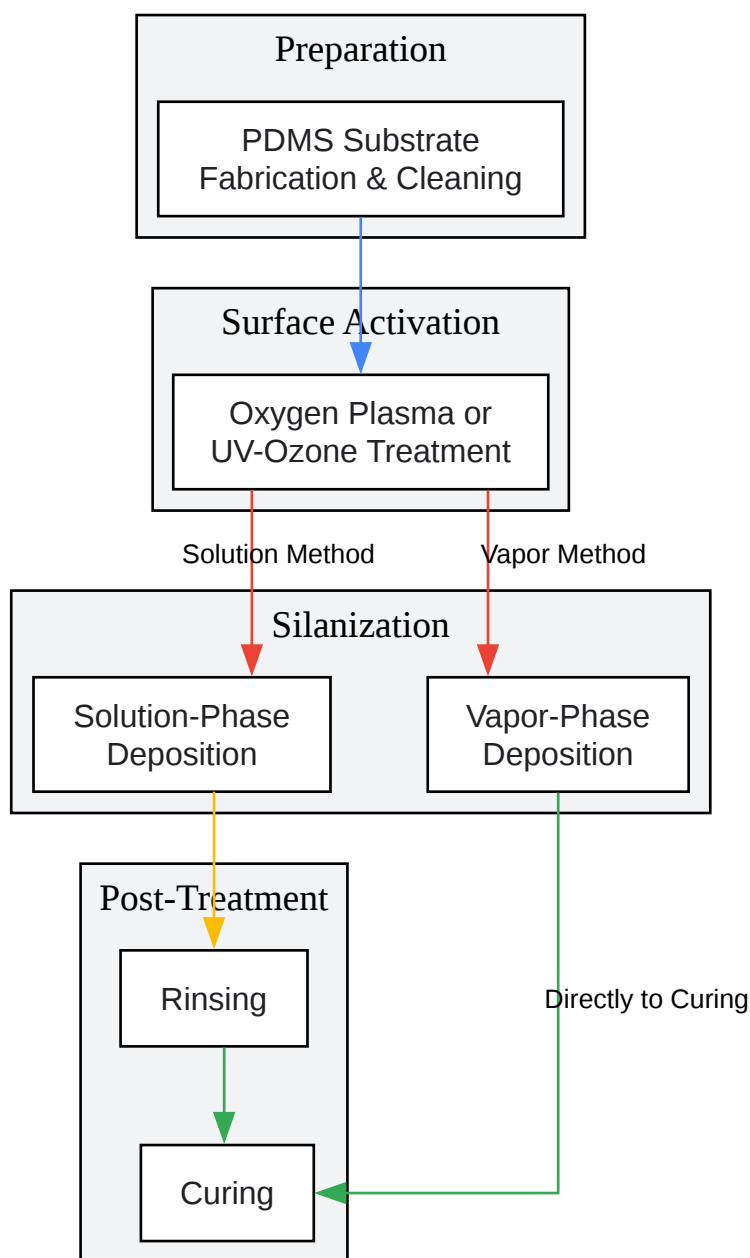 Preparation
PDMS Substrate
Fabrication & Cleaning
Surface Activation
Oxygen Plasma or
UV-Ozone Treatment
Solution Method
Vapor Method
Silanization
Solution-Phase
Deposition
Vapor-Phase
Deposition
Post-Treatment
Rinsing
Directly to Curing
Curing